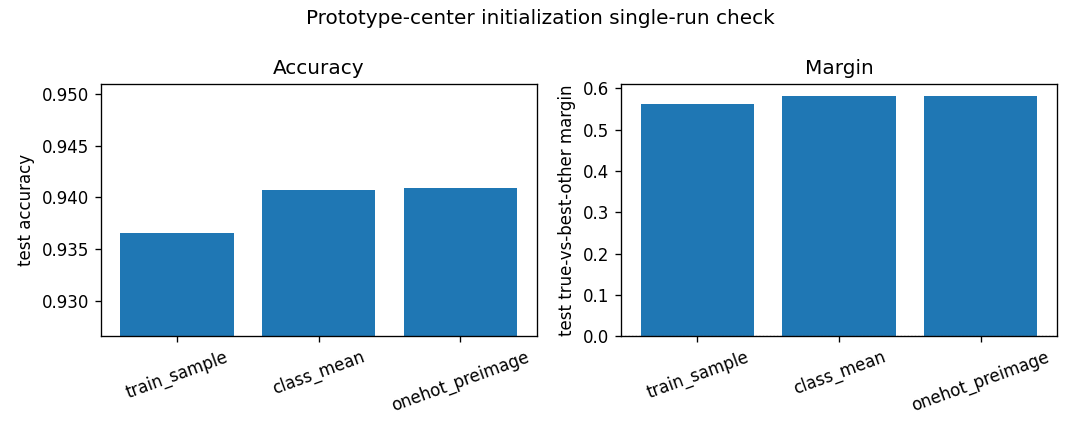 Prototype-center initialization single-run check
Accuracy
test accuracy
0.950
0.945
0.940
0.935
0.930
train_sample
class_mean
onehot_preimage
Margin
test true-vs-best-other margin
0.6
0.5
0.4
0.3
0.2
0.1
0.0
train_sample
class_mean
onehot_preimage